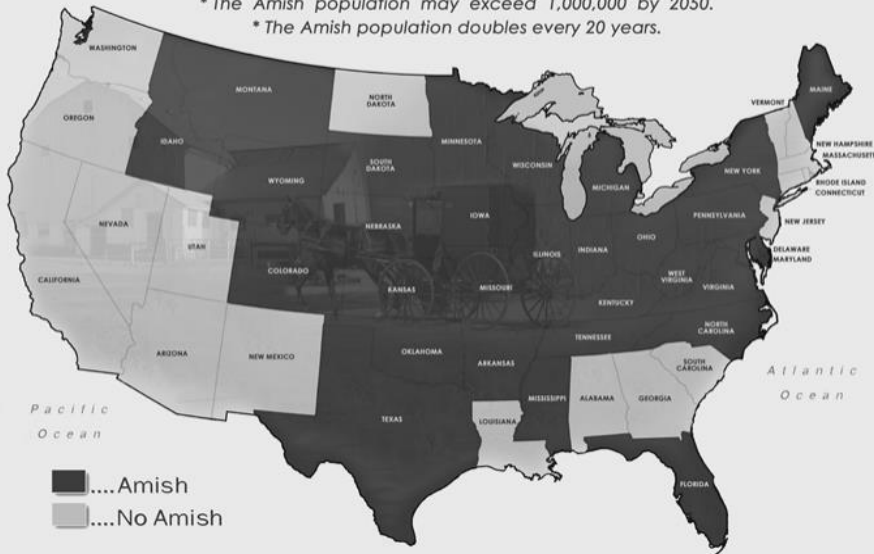 * The Amish population may exceed 1,000,000 by 2050.
* The Amish population doubles every 20 years.
WASHINGTON
MONTANA
NORTH
DAKOTA
MINNESOTA
VERMONT
MAINE
OREGON
IDAHO
SOUTH
DAKOTA
WISCONSIN
MICHIGAN
NEW YORK
NEW HAMPSHIRE
MASSACHUSETT
RHODE ISLAND
CONNECTICUT
WYOMING
NEBRASKA
IOWA
PENNSYLVANIA
NEW JERSEY
NEVADA
UTAH
COLORADO
KANSAS
MISSOURI
ILLINOIS
INDIANA
OHIO
WEST
VIRGINIA
VIRGINIA
DELAWARE
MARYLAND
CALIFORNIA
KENTUCKY
NORTH
CAROLINA
TENNESSEE
ARIZONA
NEW MEXICO
OKLAHOMA
ARKANSAS
SOUTH
CAROLINA
MISSISSIPPI
ALABAMA
GEORGIA
TEXAS
LOUISIANA
FLORIDA
Pacific
Ocean
Atlantic
Ocean
....Amish
....No Amish